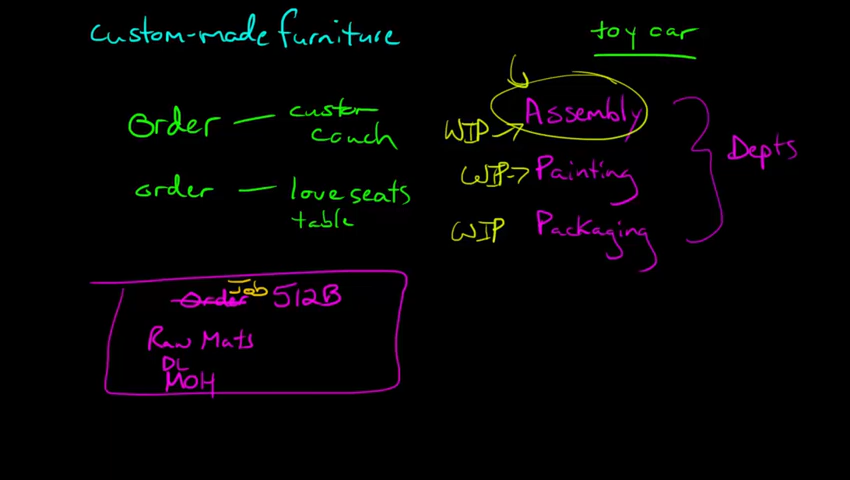 custom-made furniture
toy car
Order — custom
couch
order — love seats
table
Job
Order 512B
Raw Mats
DL
MOH
Assembly
WIP
WIP → Painting
WIP Packaging
Depts